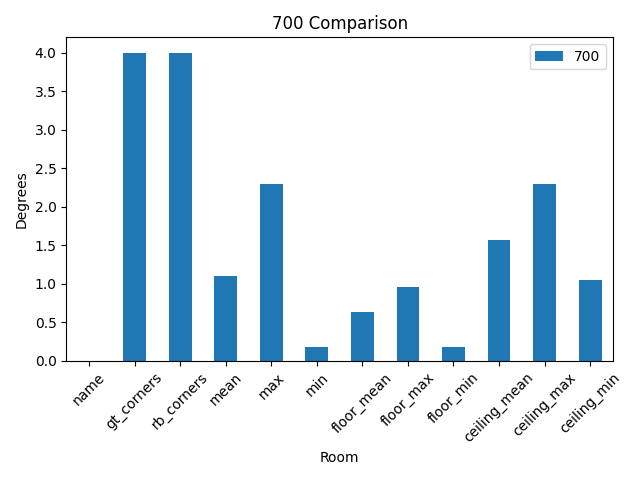 700 Comparison
700
Degrees
4.0
3.5
3.0
2.5
2.0
1.5
1.0
0.5
0.0
name
gt_corners
rb_corners
mean
max
min
floor_mean
floor_max
floor_min
ceiling_mean
ceiling_max
ceiling_min
Room